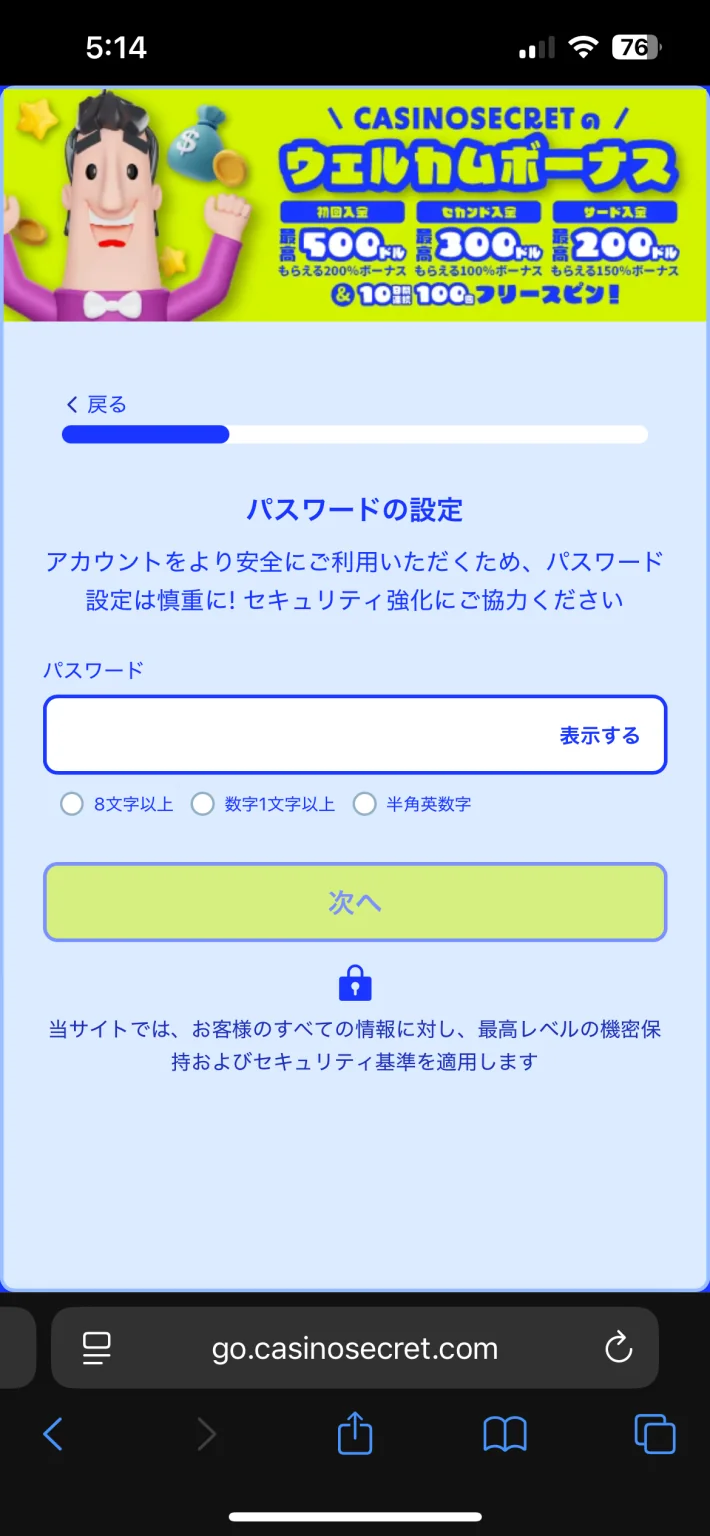 5:14
76
\ CASINOSECRETの /
ウェルカムボーナス
初回入金 セカンド入金 サード入金
最高500ドル 最高300ドル 最高200ドル
もらえる200%ボーナス もらえる100%ボーナス もらえる150%ボーナス
&10日間連続100回フリースピン!
戻る
パスワードの設定
アカウントをより安全にご利用いただくため、パスワード
設定は慎重に! セキュリティ強化にご協力ください
パスワード
表示する
8文字以上 数字1文字以上 半角英数字
次へ
当サイトでは、お客様のすべての情報に対し、最高レベルの機密保
持およびセキュリティ基準を適用します
go.casinosecret.com